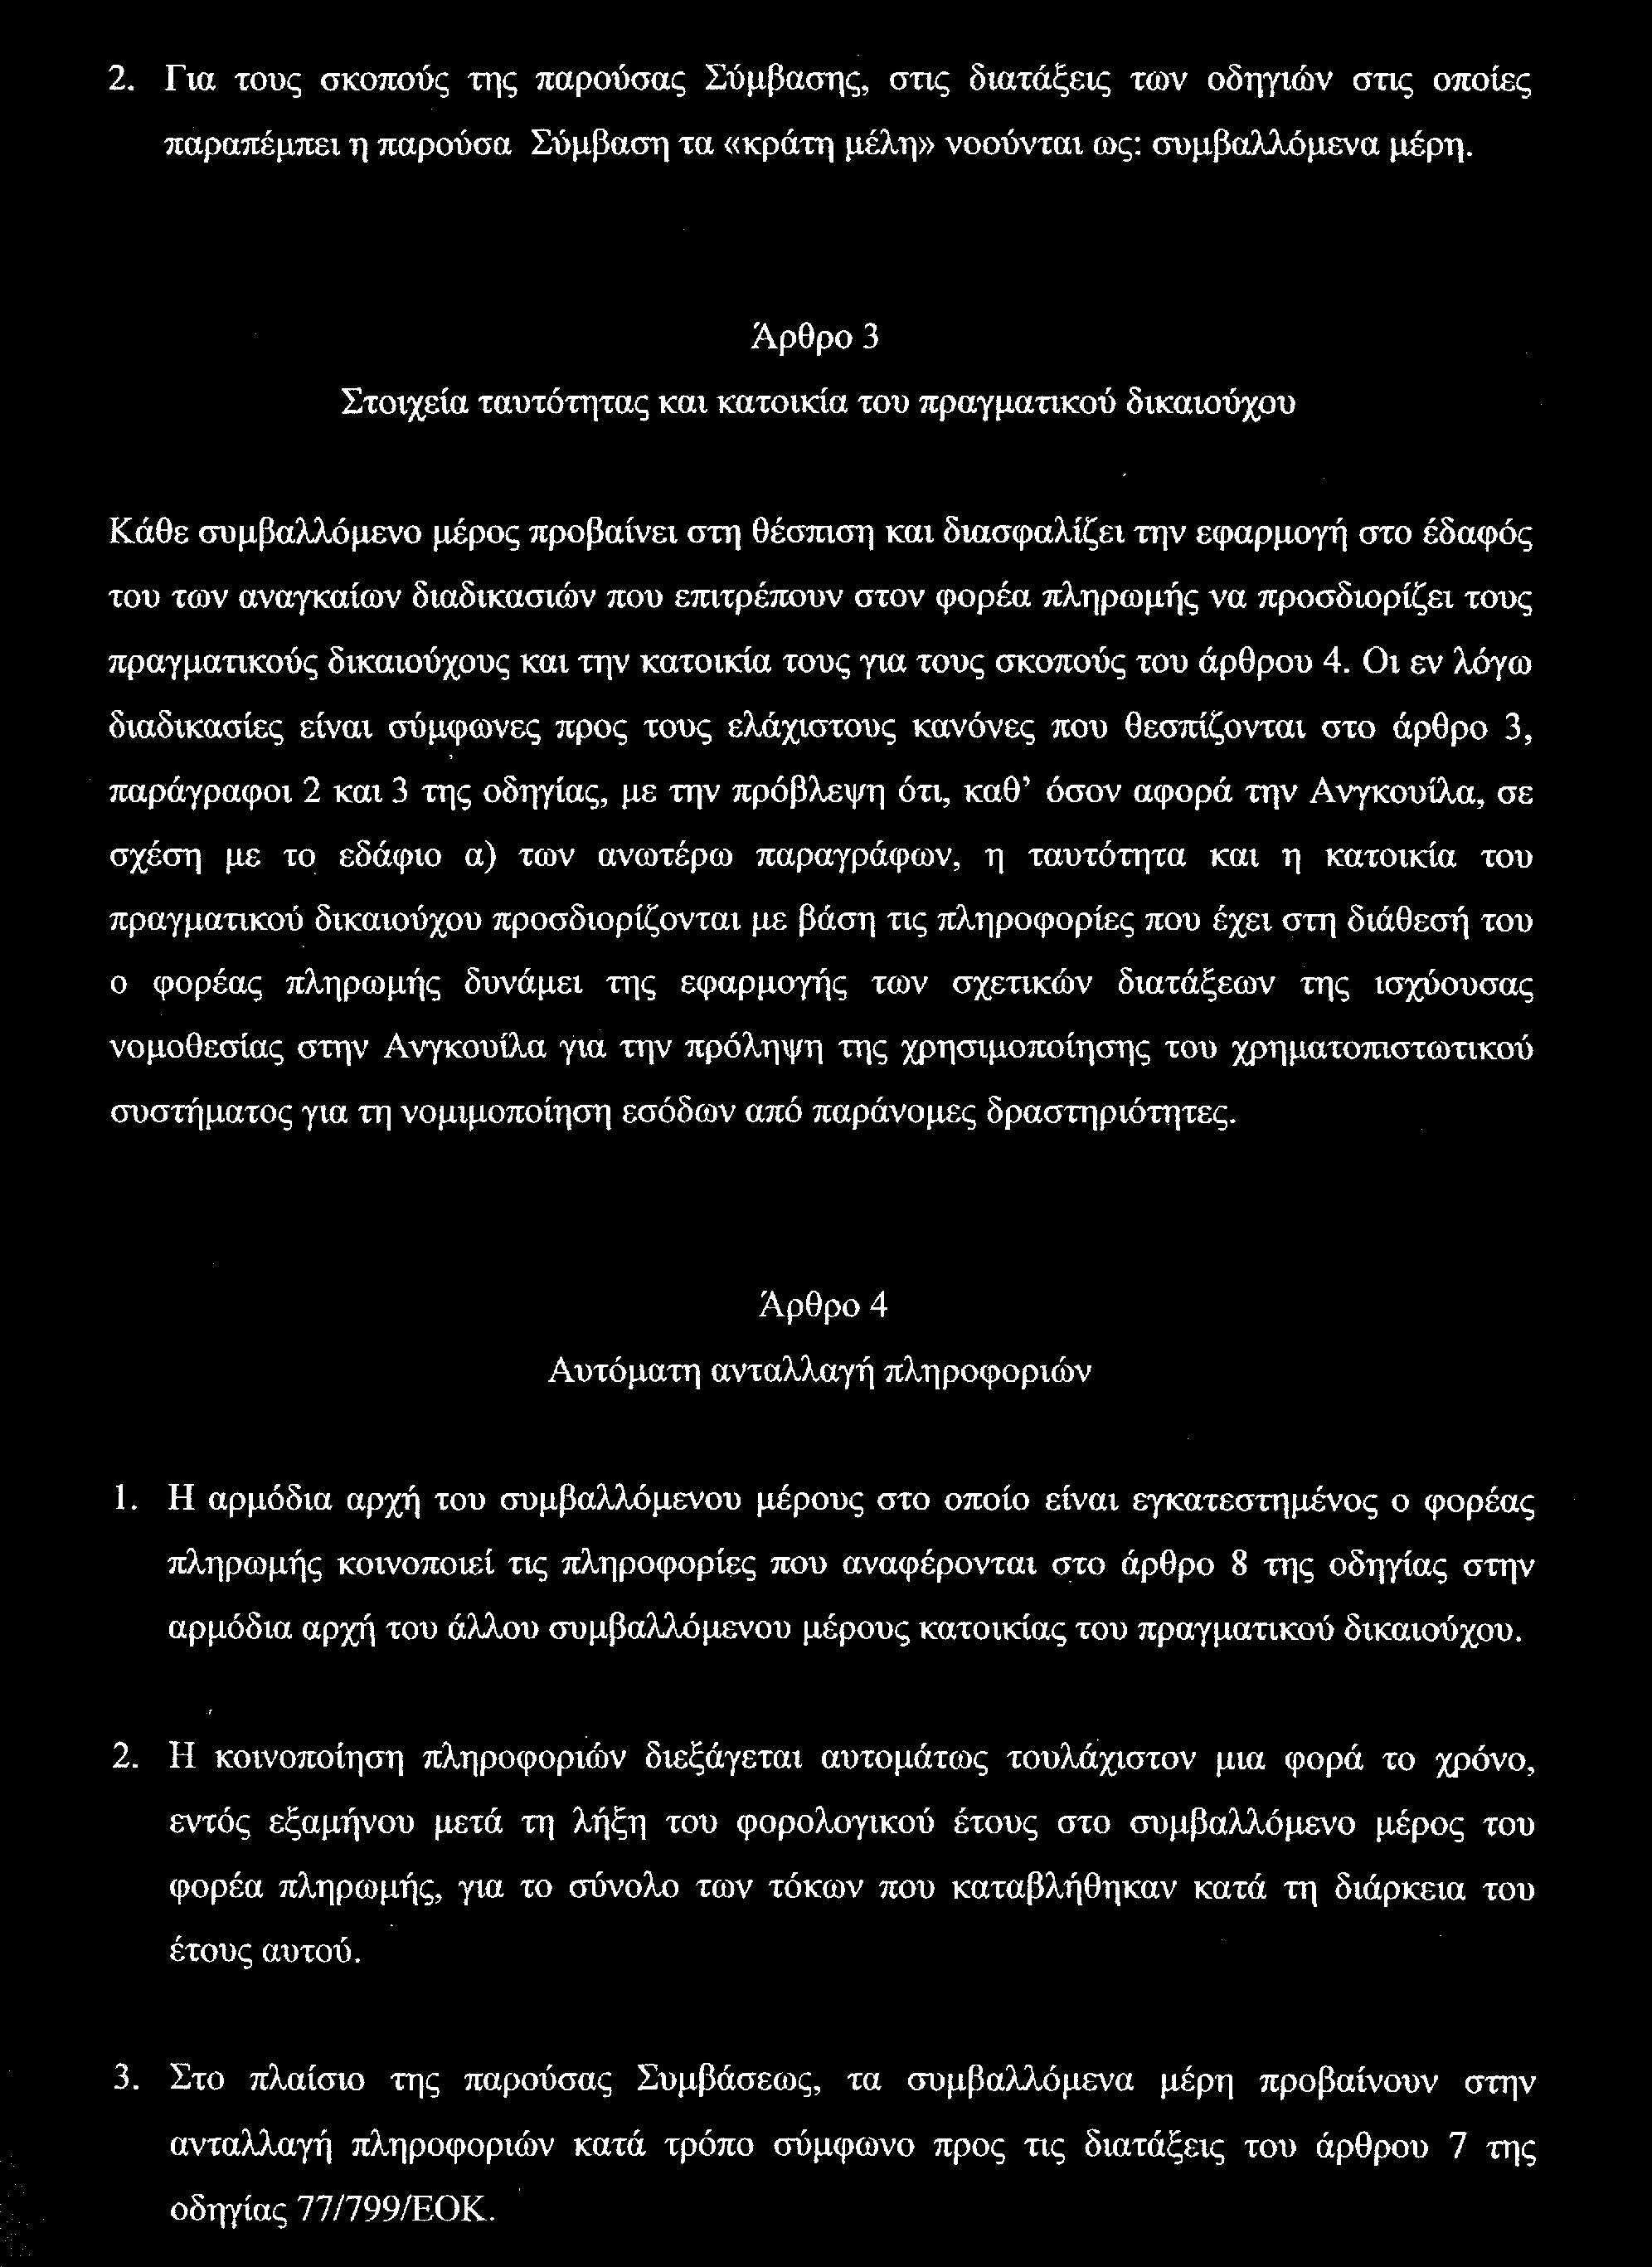 2. Για τους σκοπούς της παρούσας Σύμβασης, στις διατάξεις των οδηγιών στις οποίες
παραπέμπει η παρούσα Σύμβαση τα «κράτη μέλη» νοούνται ως: συμβαλλόμενα μέρη.
Άρθρο 3
Στοιχεία ταυτότητας και κατοικία του πραγματικού δικαιούχου
Κάθε συμβαλλόμενο μέρος προβαίνει στη θέσπιση και διασφαλίζει την εφαρμογή στο έδαφός
του των αναγκαίων διαδικασιών που επιτρέπουν στον φορέα πληρωμής να προσδιορίζει τους
πραγματικούς δικαιούχους και την κατοικία τους για τους σκοπούς του άρθρου 4. Οι εν λόγω
διαδικασίες είναι σύμφωνες προς τους ελάχιστους κανόνες που θεσπίζονται στο άρθρο 3,
παράγραφοι 2 και 3 της οδηγίας, με την πρόβλεψη ότι, καθ’ όσον αφορά την Ανγκουίλα, σε
σχέση με το εδάφιο α) των ανωτέρω παραγράφων, η ταυτότητα και η κατοικία του
πραγματικού δικαιούχου προσδιορίζονται με βάση τις πληροφορίες που έχει στη διάθεσή του
ο φορέας πληρωμής δυνάμει της εφαρμογής των σχετικών διατάξεων της ισχύουσας
νομοθεσίας στην Ανγκουίλα για την πρόληψη της χρησιμοποίησης του χρηματοπιστωτικού
συστήματος για τη νομιμοποίηση εσόδων από παράνομες δραστηριότητες.
Άρθρο 4
Αυτόματη ανταλλαγή πληροφοριών
1. Η αρμόδια αρχή του συμβαλλόμενου μέρους στο οποίο είναι εγκατεστημένος ο φορέας
πληρωμής κοινοποιεί τις πληροφορίες που αναφέρονται στο άρθρο 8 της οδηγίας στην
αρμόδια αρχή του άλλου συμβαλλόμενου μέρους κατοικίας του πραγματικού δικαιούχου.
2. Η κοινοποίηση πληροφοριών διεξάγεται αυτομάτως τουλάχιστον μια φορά το χρόνο,
εντός εξαμήνου μετά τη λήξη του φορολογικού έτους στο συμβαλλόμενο μέρος του
φορέα πληρωμής, για το σύνολο των τόκων που καταβλήθηκαν κατά τη διάρκεια του
έτους αυτού.
3. Στο πλαίσιο της παρούσας Συμβάσεως, τα συμβαλλόμενα μέρη προβαίνουν στην
ανταλλαγή πληροφοριών κατά τρόπο σύμφωνο προς τις διατάξεις του άρθρου 7 της
οδηγίας 77/799/ΕΟΚ.